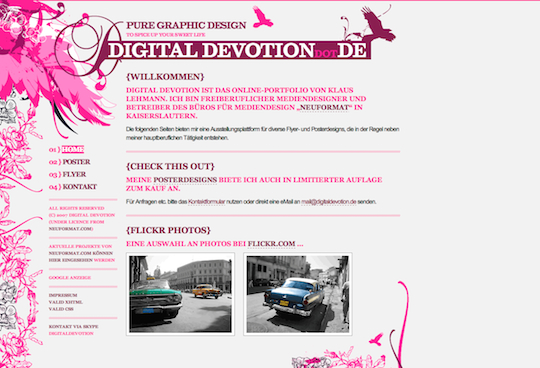 PURE GRAPHIC DESIGN
TO SPICE UP YOUR SWEET LIFE
DIGITAL DEVOTIONDOTDE
{WILLKOMMEN}
DIGITAL DEVOTION IST DAS ONLINE-PORTFOLIO VON KLAUS
LEHMANN. ICH BIN FREIBERUFLICHER MEDIENDESIGNER UND
BETREIBER DES BÜROS FÜR MEDIENDESIGN „NEUFORMAT“ IN
KAISERSLAUTERN.
Die folgenden Seiten bieten mir eine Ausstellungsplattform für diverse Flyer- und Posterdesigns, die in der Regel neben
meiner hauptberuflichen Tätigkeit entstehen.
01 ) HOME
02 ) POSTER
03 ) FLYER
04 ) KONTAKT
{CHECK THIS OUT}
MEINE POSTERDESIGNS BIETE ICH AUCH IN LIMITIERTER AUFLAGE
ZUM KAUF AN.
Für Anfragen etc. bitte das Kontaktformular nutzen oder direkt eine eMail an mail@digitaldevotion.de senden.
ALL RIGHTS RESERVED
(C) 2007 DIGITAL DEVOTION
(UNDER LICENCE FROM
NEUFORMAT.COM)
AKTUELLE PROJEKTE VON
NEUFORMAT.COM KÖNNEN
HIER EINGESEHEN WERDEN
GOOGLE ANZEIGE
IMPRESSUM
VALID XHTML
VALID CSS
KONTAKT VIA SKYPE
DIGITALDEVOTION
{FLICKR PHOTOS}
EINE AUSWAHL AN PHOTOS BEI FLICKR.COM ...